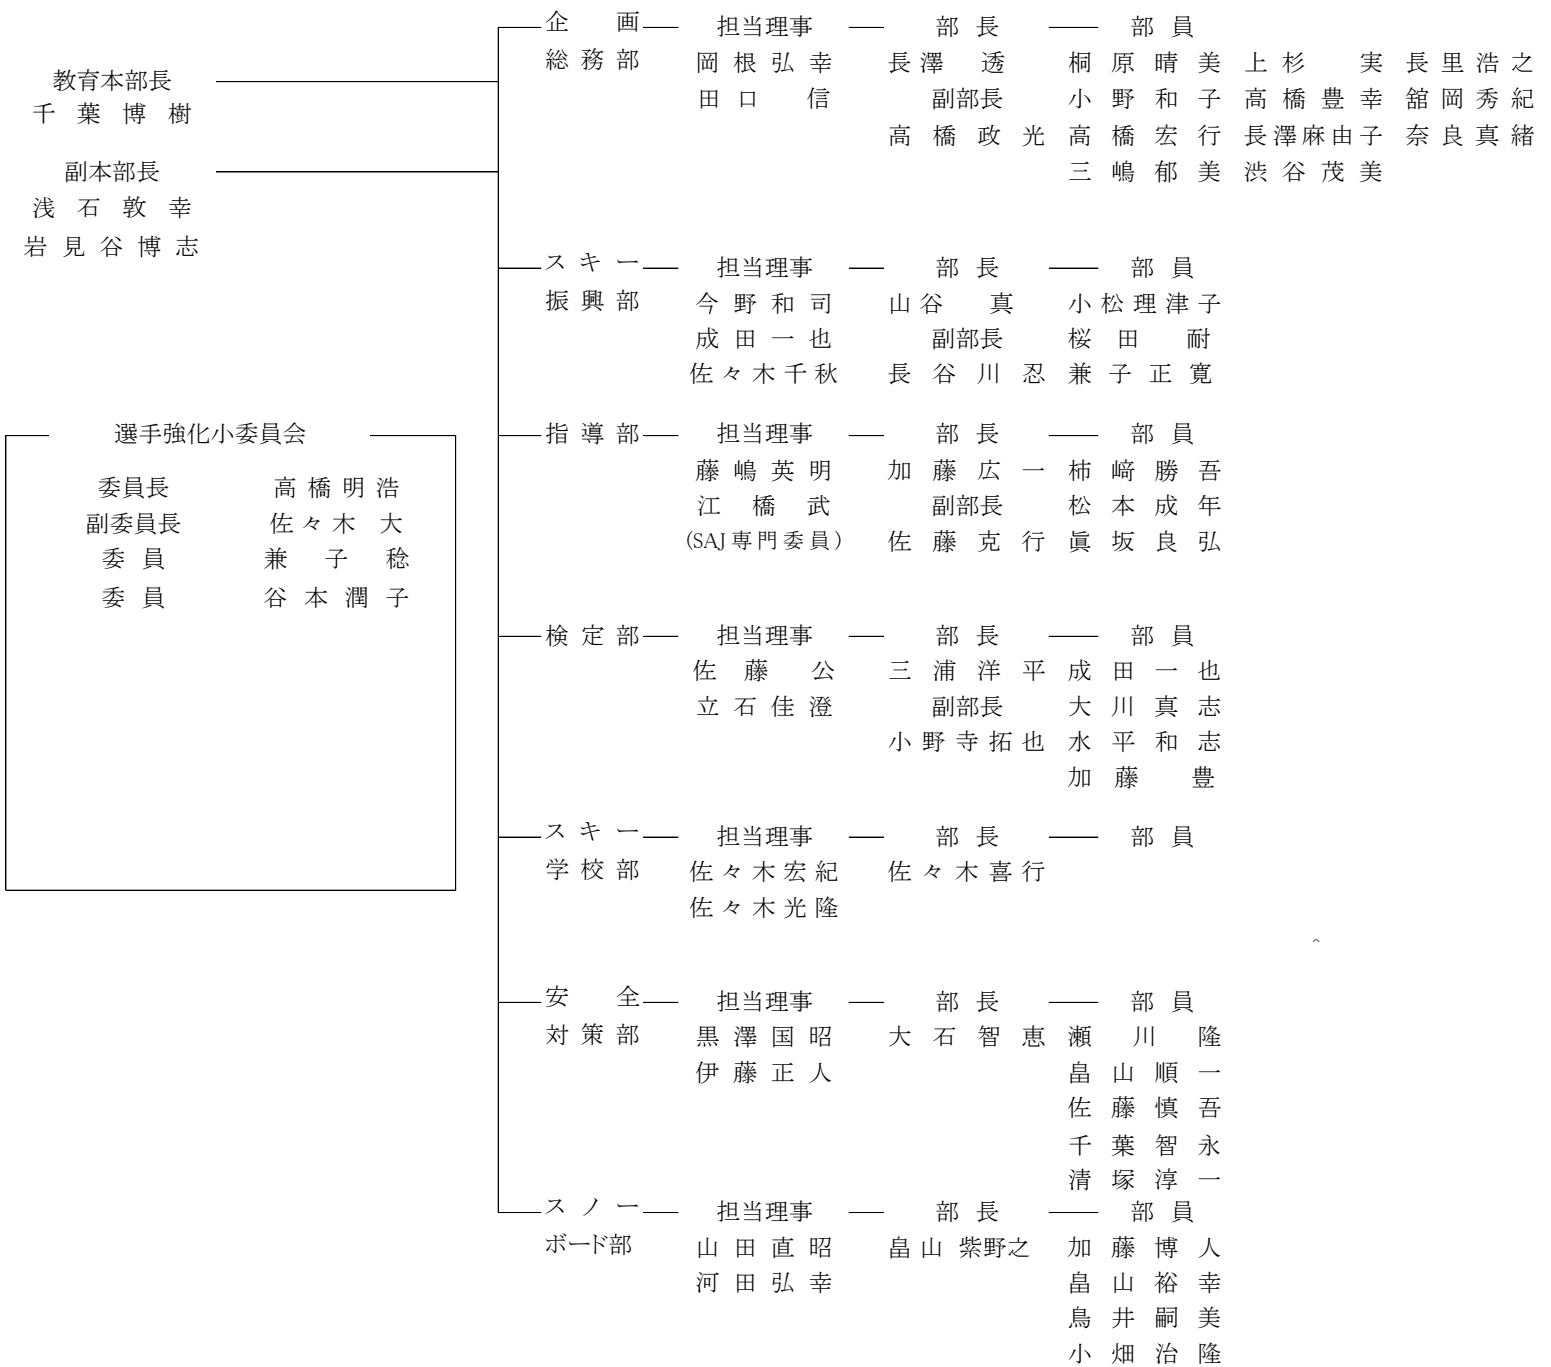 教育本部長
千葉博樹
副本部長
浅石敦幸
岩見谷博志
選手強化小委員会
委員長 高橋明浩
副委員長 佐々木 大
委員 兼子 稔
委員 谷本潤子
企画 担当理事 部長 部員
総務部 岡根弘幸 長澤 透 桐原晴美 上杉 実 長里浩之
田口 信 副部長 小野和子 高橋豊幸 舘岡秀紀
高橋政光 高橋宏行 長澤麻由子 奈良真緒
三嶋郁美 渋谷茂美
スキー 担当理事 部長 部員
振興部 今野和司 山谷 真 小松理津子
成田一也 副部長 桜田 耐
佐々木千秋 長谷川忍 兼子正寛
指導部 担当理事 部長 部員
藤嶋英明 加藤広一 柿﨑勝吾
江橋武 副部長 松本成年
(SAJ専門委員) 佐藤克行 眞坂良弘
検定部 担当理事 部長 部員
佐藤 公 三浦洋平 成田一也
立石佳澄 副部長 大川真志
小野寺拓也 水平和志
加藤 豊
スキー 担当理事 部長 部員
学校部 佐々木宏紀 佐々木喜行
佐々木光隆
安全 担当理事 部長 部員
対策部 黒澤国昭 大石智恵 瀬川 隆
伊藤正人 畠山順一
佐藤慎吾
千葉智永
清塚淳一
スノー 担当理事 部長 部員
ボード部 山田直昭 畠山 紫野之 加藤博人
河田弘幸 畠山裕幸
鳥井嗣美
小畑治隆